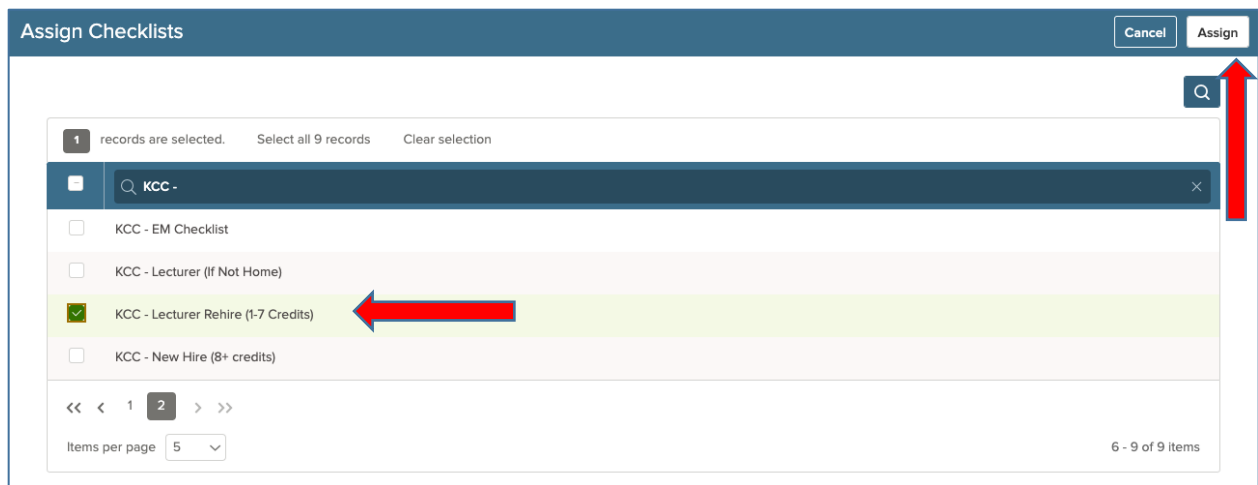 Assign Checklists Cancel Assign
1 records are selected. Select all 9 records Clear selection
KCC -
KCC - EM Checklist
KCC - Lecturer (If Not Home)
KCC - Lecturer Rehire (1-7 Credits)
KCC - New Hire (8+ credits)
<< < 1 2 > >>
Items per page 5 6 - 9 of 9 items